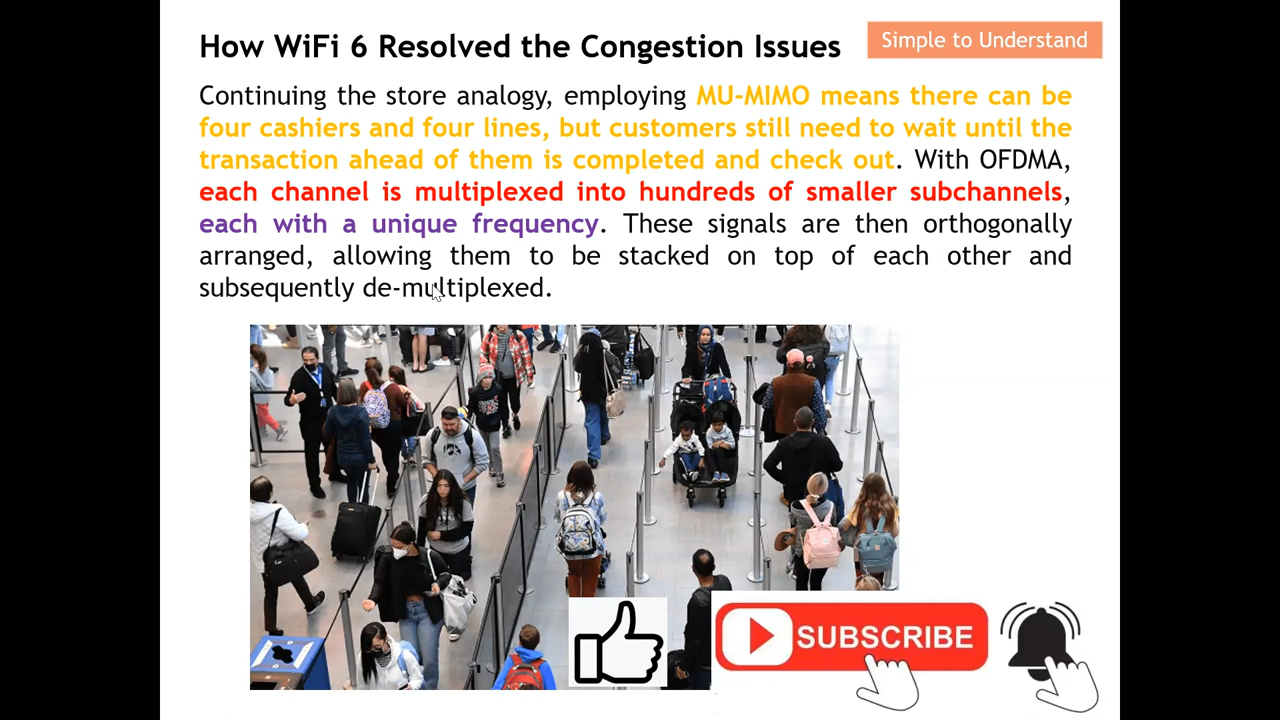 How WiFi 6 Resolved the Congestion Issues
Simple to Understand
Continuing the store analogy, employing MU-MIMO means there can be
four cashiers and four lines, but customers still need to wait until the
transaction ahead of them is completed and check out. With OFDMA,
each channel is multiplexed into hundreds of smaller subchannels,
each with a unique frequency. These signals are then orthogonally
arranged, allowing them to be stacked on top of each other and
subsequently de-multiplexed.
SUBSCRIBE